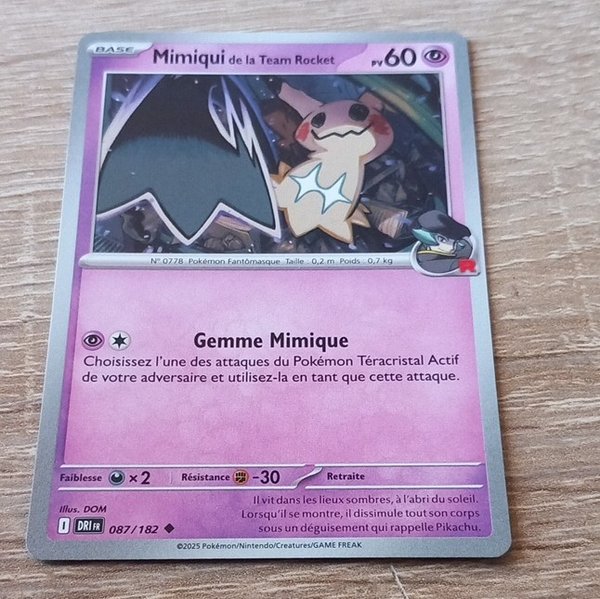 BASE Mimiqui de la Team Rocket PV 60
N° 0778 Pokémon Fantômasque Taille : 0,2 m Poids : 0,7 kg
R
Gemme Mimique
Choisissez l'une des attaques du Pokémon Téracristal Actif
de votre adversaire et utilisez-la en tant que cette attaque.
Faiblesse ×2 Résistance -30 Retraite
Illus. DOM
Il vit dans les lieux sombres, à l'abri du soleil.
Lorsqu'il se montre, il dissimule tout son corps
sous un déguisement qui rappelle Pikachu.
I DRI FR 087/182
©2025 Pokémon/Nintendo/Creatures/GAME FREAK